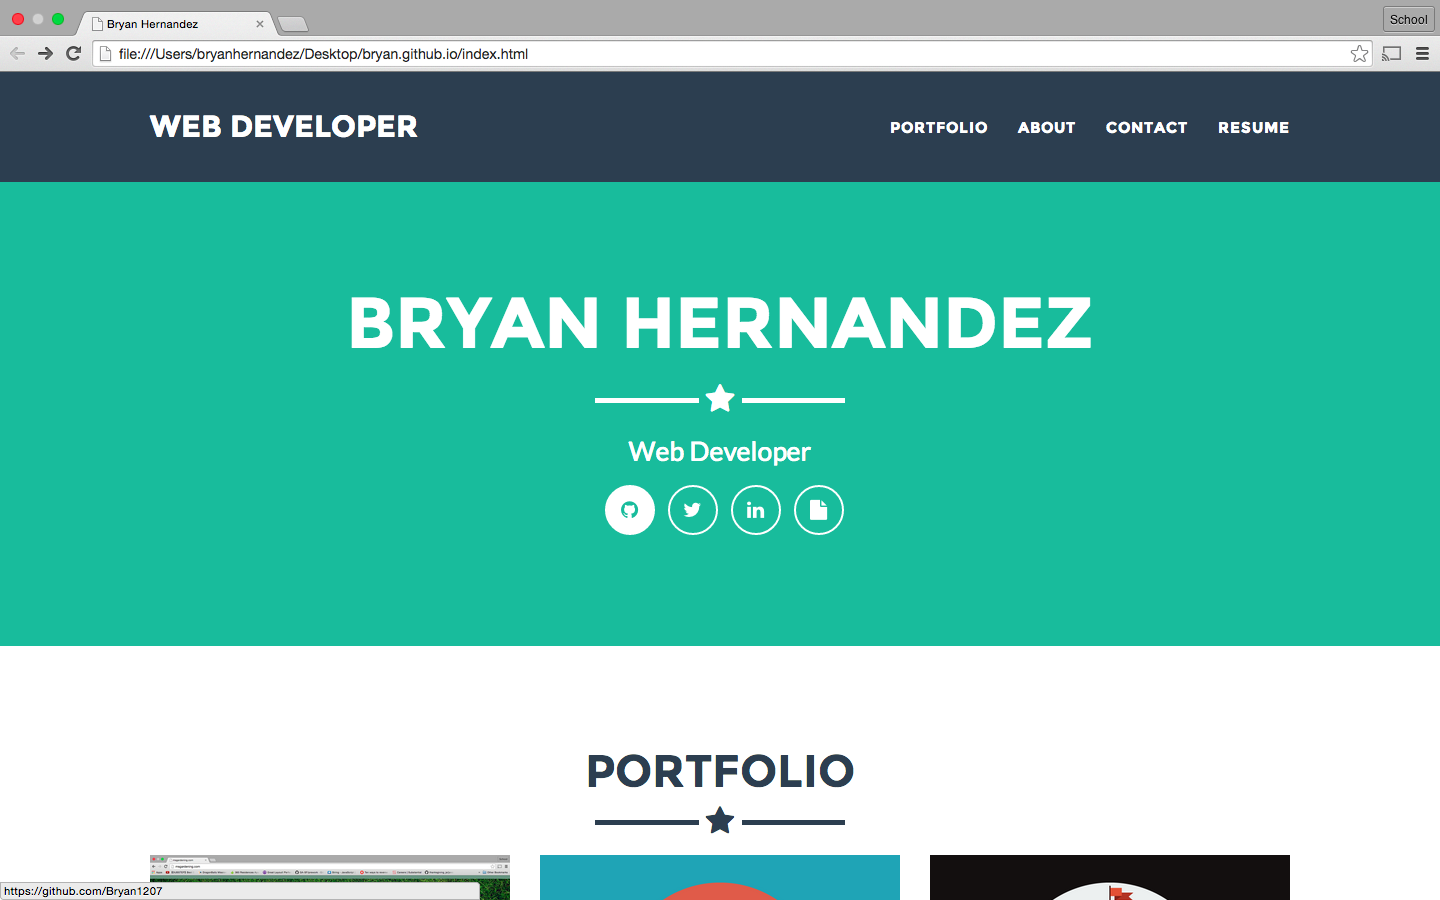 Bryan Hernandez
School
file:///Users/bryanhernandez/Desktop/bryan.github.io/index.html
WEB DEVELOPER
PORTFOLIO
ABOUT
CONTACT
RESUME
BRYAN HERNANDEZ
Web Developer
in
PORTFOLIO
https://github.com/Bryan1207